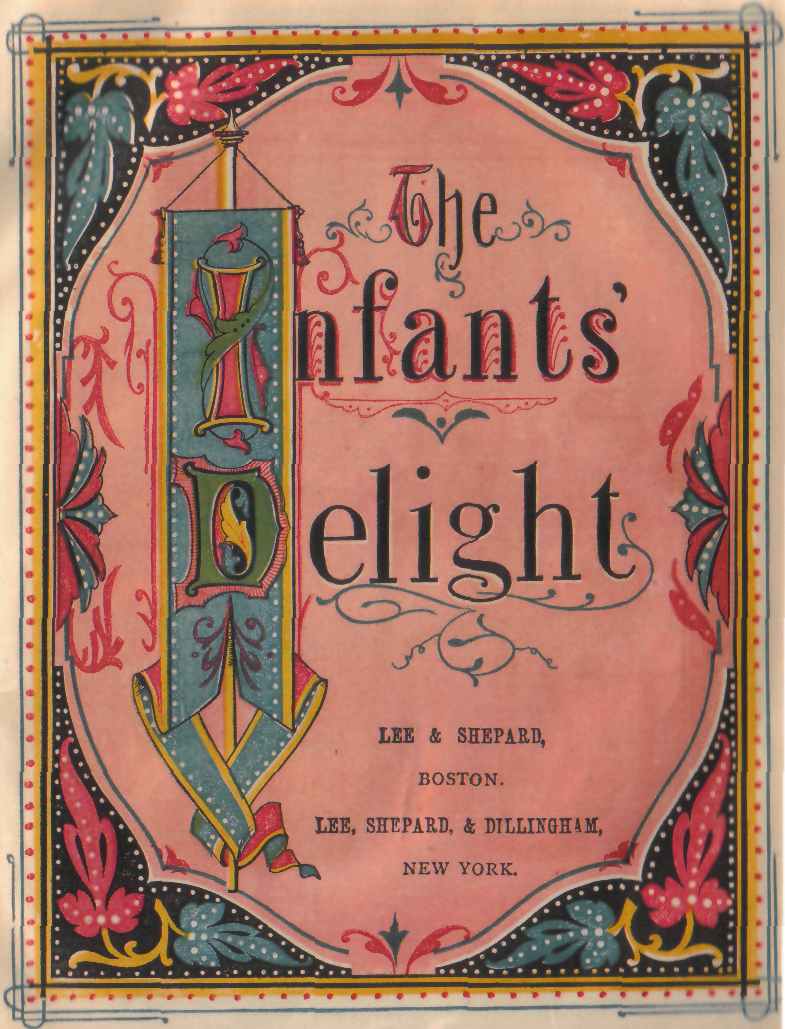 The
Infants'
Delight
LEE & SHEPARD,
BOSTON.
LEE, SHEPARD, & DILLINGHAM,
NEW YORK.